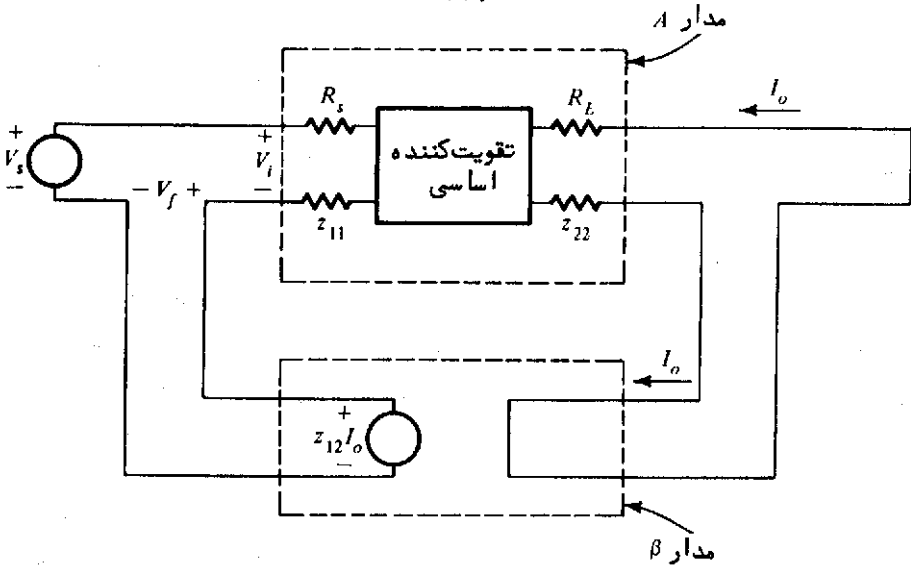 مدار A
I_o
R_s
R_L
+
V_s
−
+
V_i
−
تقویت‌کننده
اساسی
− V_f +
z_11
z_22
I_o
+
z_12 I_o
−
مدار β